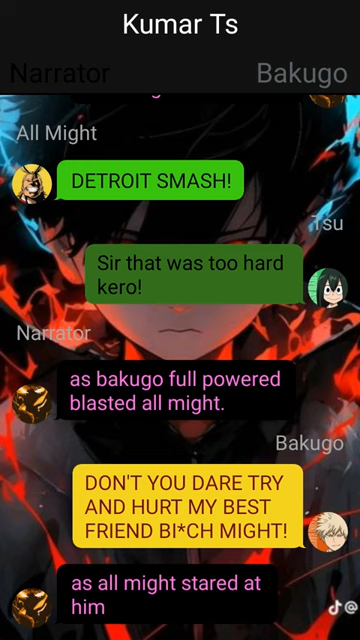 Kumar Ts
Narrator
Bakugo
All Might
DETROIT SMASH!
Tsu
Sir that was too hard
kero!
Narrator
as bakugo full powered
blasted all might.
Bakugo
DON'T YOU DARE TRY
AND HURT MY BEST
FRIEND BI*CH MIGHT!
as all might stared at
him
@